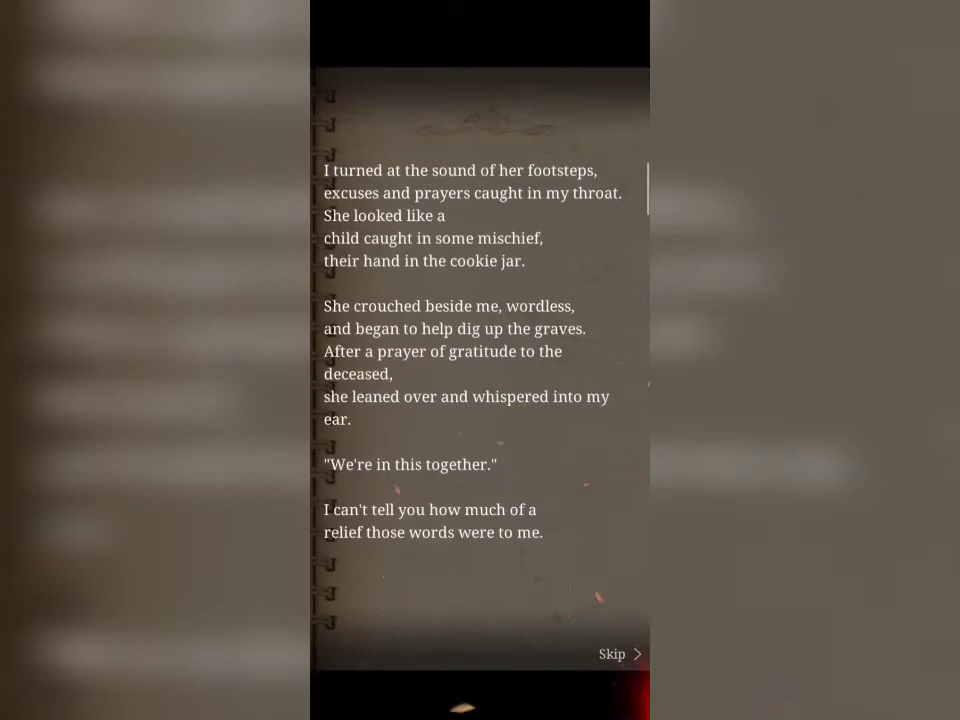 I turned at the sound of her footsteps,
excuses and prayers caught in my throat.
She looked like a
child caught in some mischief,
their hand in the cookie jar.
She crouched beside me, wordless,
and began to help dig up the graves.
After a prayer of gratitude to the
deceased,
she leaned over and whispered into my
ear.
"We're in this together."
I can't tell you how much of a
relief those words were to me.
Skip